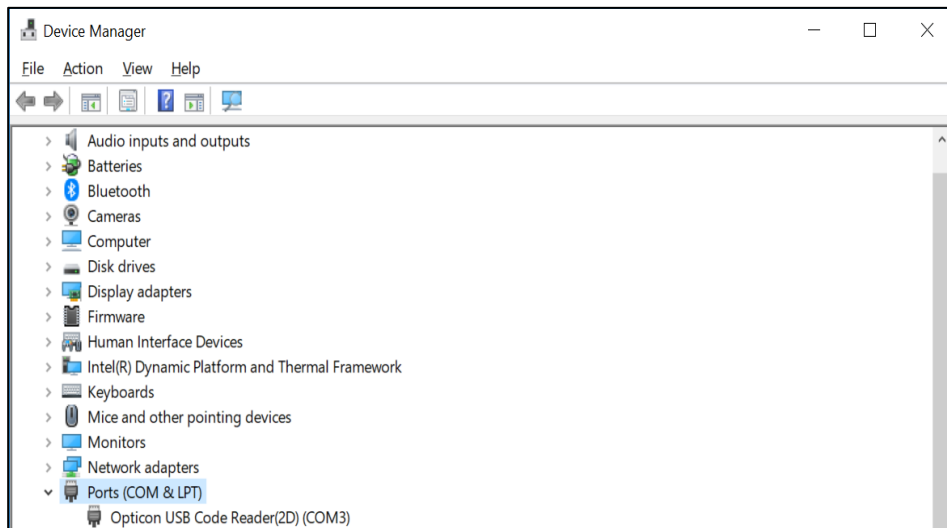 Device Manager
File Action View Help
Audio inputs and outputs
Batteries
Bluetooth
Cameras
Computer
Disk drives
Display adapters
Firmware
Human Interface Devices
Intel(R) Dynamic Platform and Thermal Framework
Keyboards
Mice and other pointing devices
Monitors
Network adapters
Ports (COM & LPT)
Opticon USB Code Reader(2D) (COM3)